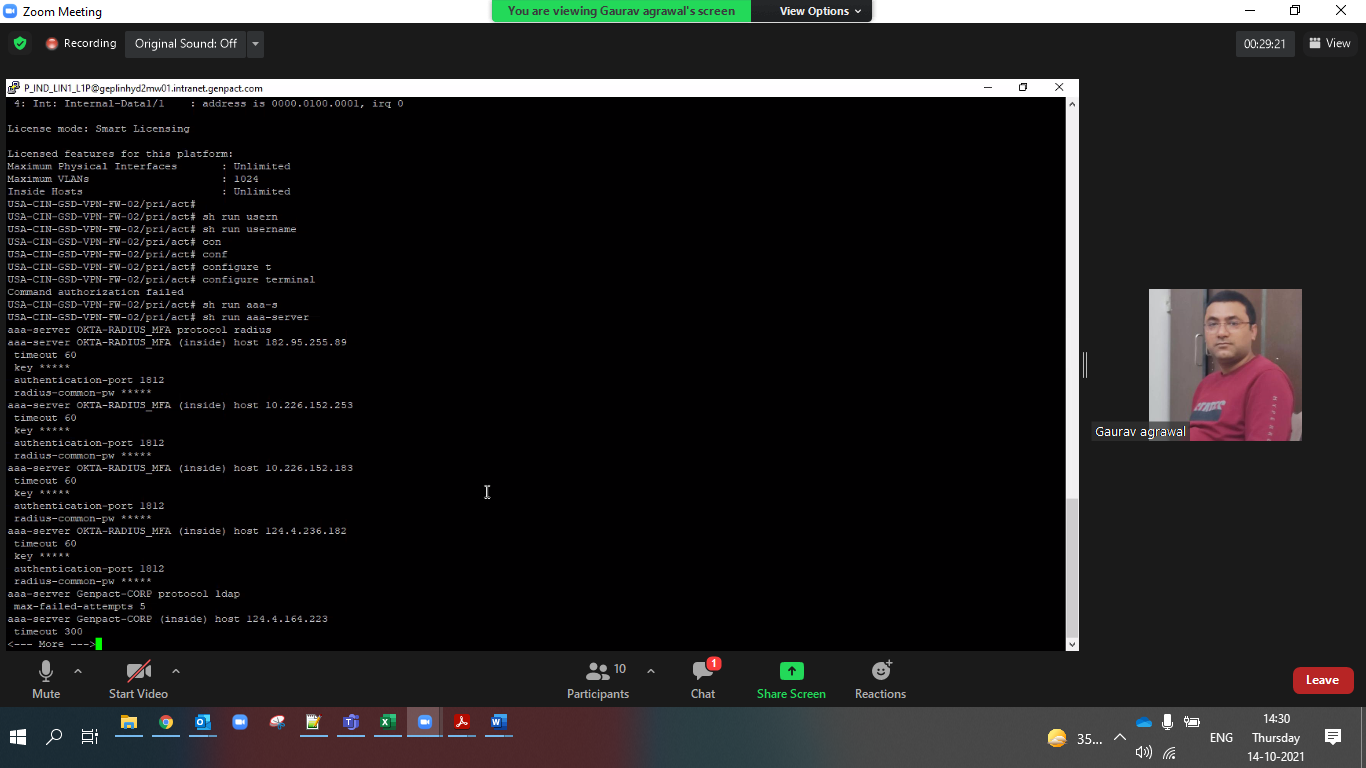 Zoom Meeting
You are viewing Gaurav agrawal's screen
View Options
Recording
Original Sound: Off
00:29:21
View
P_IND_LIN1_L1P@geplinhyd2mw01.intranet.genpact.com
4: Int: Internal-Data1/1 : address is 0000.0100.0001, irq 0
License mode: Smart Licensing
Licensed features for this platform:
Maximum Physical Interfaces : Unlimited
Maximum VLANs : 1024
Inside Hosts : Unlimited
USA-CIN-GSD-VPN-FW-02/pri/act#
USA-CIN-GSD-VPN-FW-02/pri/act# sh run usern
USA-CIN-GSD-VPN-FW-02/pri/act# sh run username
USA-CIN-GSD-VPN-FW-02/pri/act# con
USA-CIN-GSD-VPN-FW-02/pri/act# conf
USA-CIN-GSD-VPN-FW-02/pri/act# configure t
USA-CIN-GSD-VPN-FW-02/pri/act# configure terminal
Command authorization failed
USA-CIN-GSD-VPN-FW-02/pri/act# sh run aaa-s
USA-CIN-GSD-VPN-FW-02/pri/act# sh run aaa-server
aaa-server OKTA-RADIUS_MFA protocol radius
aaa-server OKTA-RADIUS_MFA (inside) host 182.95.255.89
timeout 60
key *****
authentication-port 1812
radius-common-pw *****
aaa-server OKTA-RADIUS_MFA (inside) host 10.226.152.253
timeout 60
key *****
authentication-port 1812
radius-common-pw *****
aaa-server OKTA-RADIUS_MFA (inside) host 10.226.152.183
timeout 60
key *****
authentication-port 1812
radius-common-pw *****
aaa-server OKTA-RADIUS_MFA (inside) host 124.4.236.182
timeout 60
key *****
authentication-port 1812
radius-common-pw *****
aaa-server Genpact-CORP protocol ldap
max-failed-attempts 5
aaa-server Genpact-CORP (inside) host 124.4.164.223
timeout 300
<--- More --->
Gaurav agrawal
Mute
Start Video
10
Participants
1
Chat
Share Screen
Reactions
Leave
35...
ENG
14:30
Thursday
14-10-2021